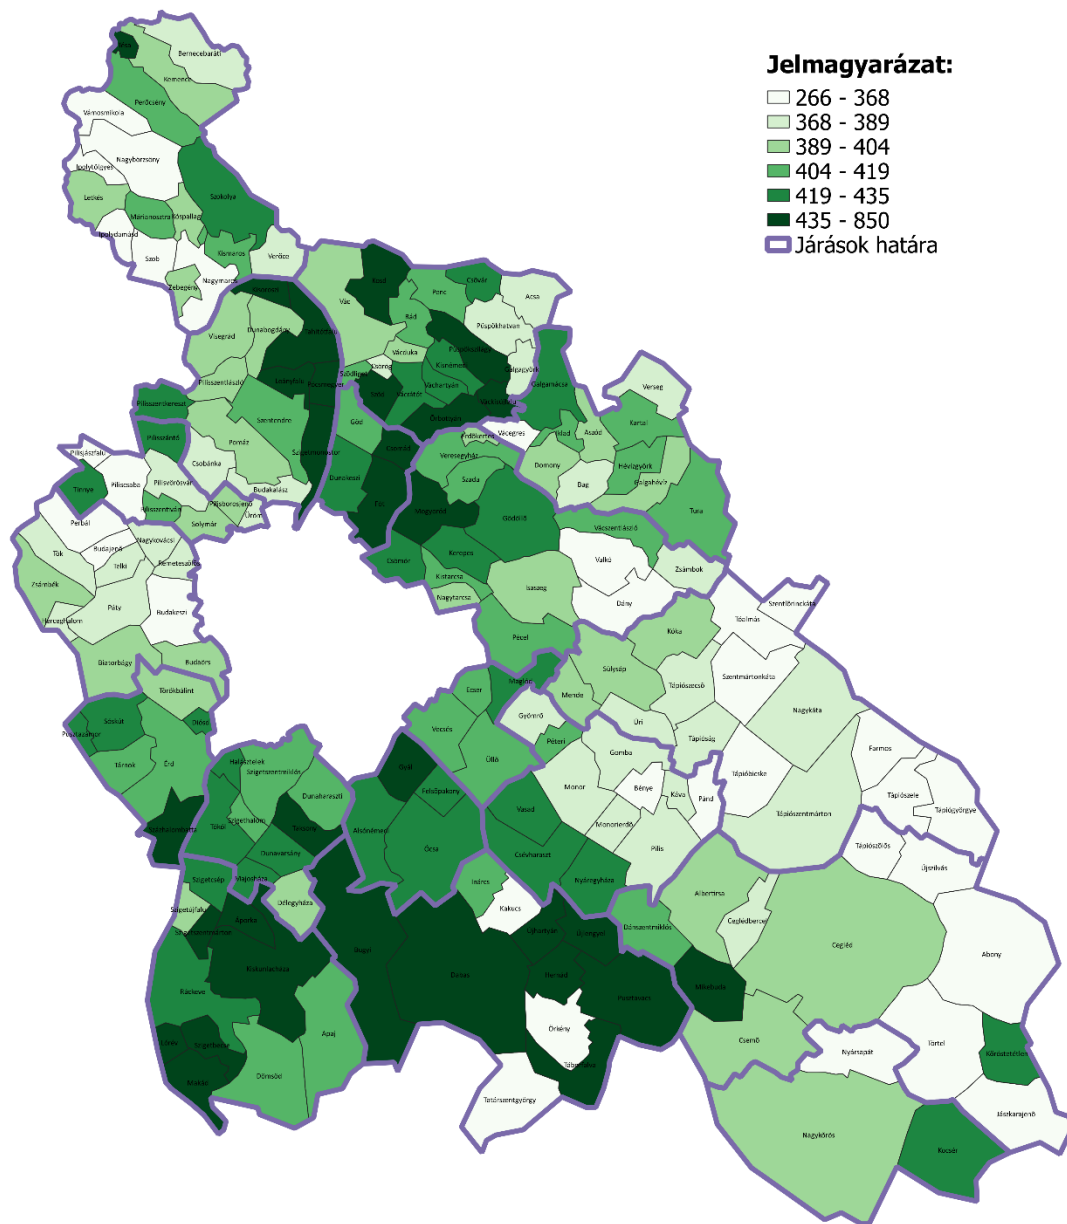 Jelmagyarázat:
266 - 368
368 - 389
389 - 404
404 - 419
419 - 435
435 - 850
Járások határa
Bernecebaráti
Kemence
Perőcsény
Vámosmikola
Nagybörzsöny
Ipolytölgyes
Letkés
Szokolya
Márianosztra
Kóspallag
Ipolydamásd
Szob
Kismaros
Verőce
Nagymaros
Zebegény
Vác
Penc
Csővár
Acsa
Rád
Püspökhatvan
Visegrád
Dunabogdány
Vácduka
Püspökszilágy
Kisnémedi
Galgagyörk
Galgamácsa
Verseg
Pilisszentlászló
Csörög
Sződliget
Vácrátót
Váchartyán
Váckisújfalu
Pilisszentkereszt
Leányfalu
Pócsmegyer
Őrbottyán
Szentendre
Göd
Vácegres
Iklad
Aszód
Kartal
Pilisszántó
Pomáz
Szigetmonostor
Csomád
Erdőkertes
Veresegyház
Domony
Hévízgyörk
Pilisjászfalu
Csobánka
Tinnye
Piliscsaba
Pilisvörösvár
Budakalász
Dunakeszi
Szada
Bag
Galgahévíz
Pilisszentiván
Pilisborosjenő
Üröm
Solymár
Fót
Mogyoród
Gödöllő
Tura
Perbál
Vácszentlászló
Tök
Budajenő
Nagykovácsi
Telki
Remeteszőlős
Csömör
Kerepes
Valkó
Zsámbok
Zsámbék
Kistarcsa
Isaszeg
Herceghalom
Páty
Budakeszi
Nagytarcsa
Dány
Szentlőrinckáta
Tóalmás
Pécel
Kóka
Biatorbágy
Budaörs
Sülysáp
Szentmártonkáta
Törökbálint
Maglód
Mende
Tápiószecső
Ecser
Gyömrő
Úri
Nagykáta
Sóskút
Diósd
Pusztazámor
Vecsés
Péteri
Tápióság
Halásztelek
Üllő
Gomba
Farmos
Tárnok
Érd
Szigetszentmiklós
Gyál
Monor
Bénye
Káva
Pánd
Tápióbicske
Tápiószele
Tápiógyörgye
Dunaharaszti
Felsőpakony
Tápiószentmárton
Százhalombatta
Tököl
Szigethalom
Taksony
Alsónémedi
Vasad
Monorierdő
Dunavarsány
Ócsa
Csévharaszt
Pilis
Tápiószőlős
Újszilvás
Szigetcsép
Majosháza
Inárcs
Nyáregyháza
Albertirsa
Szigetújfalu
Délegyháza
Kakucs
Ceglédbercel
Áporka
Dánszentmiklós
Cegléd
Abony
Szigetszentmárton
Bugyi
Újhartyán
Újlengyel
Kiskunlacháza
Dabas
Hernád
Mikebuda
Ráckeve
Pusztavacs
Örkény
Apaj
Csemő
Törtel
Kőröstetétlen
Nyársapát
Lórév
Szigetbecse
Dömsöd
Makád
Táborfalva
Tatárszentgyörgy
Jászkarajenő
Nagykőrös
Kocsér